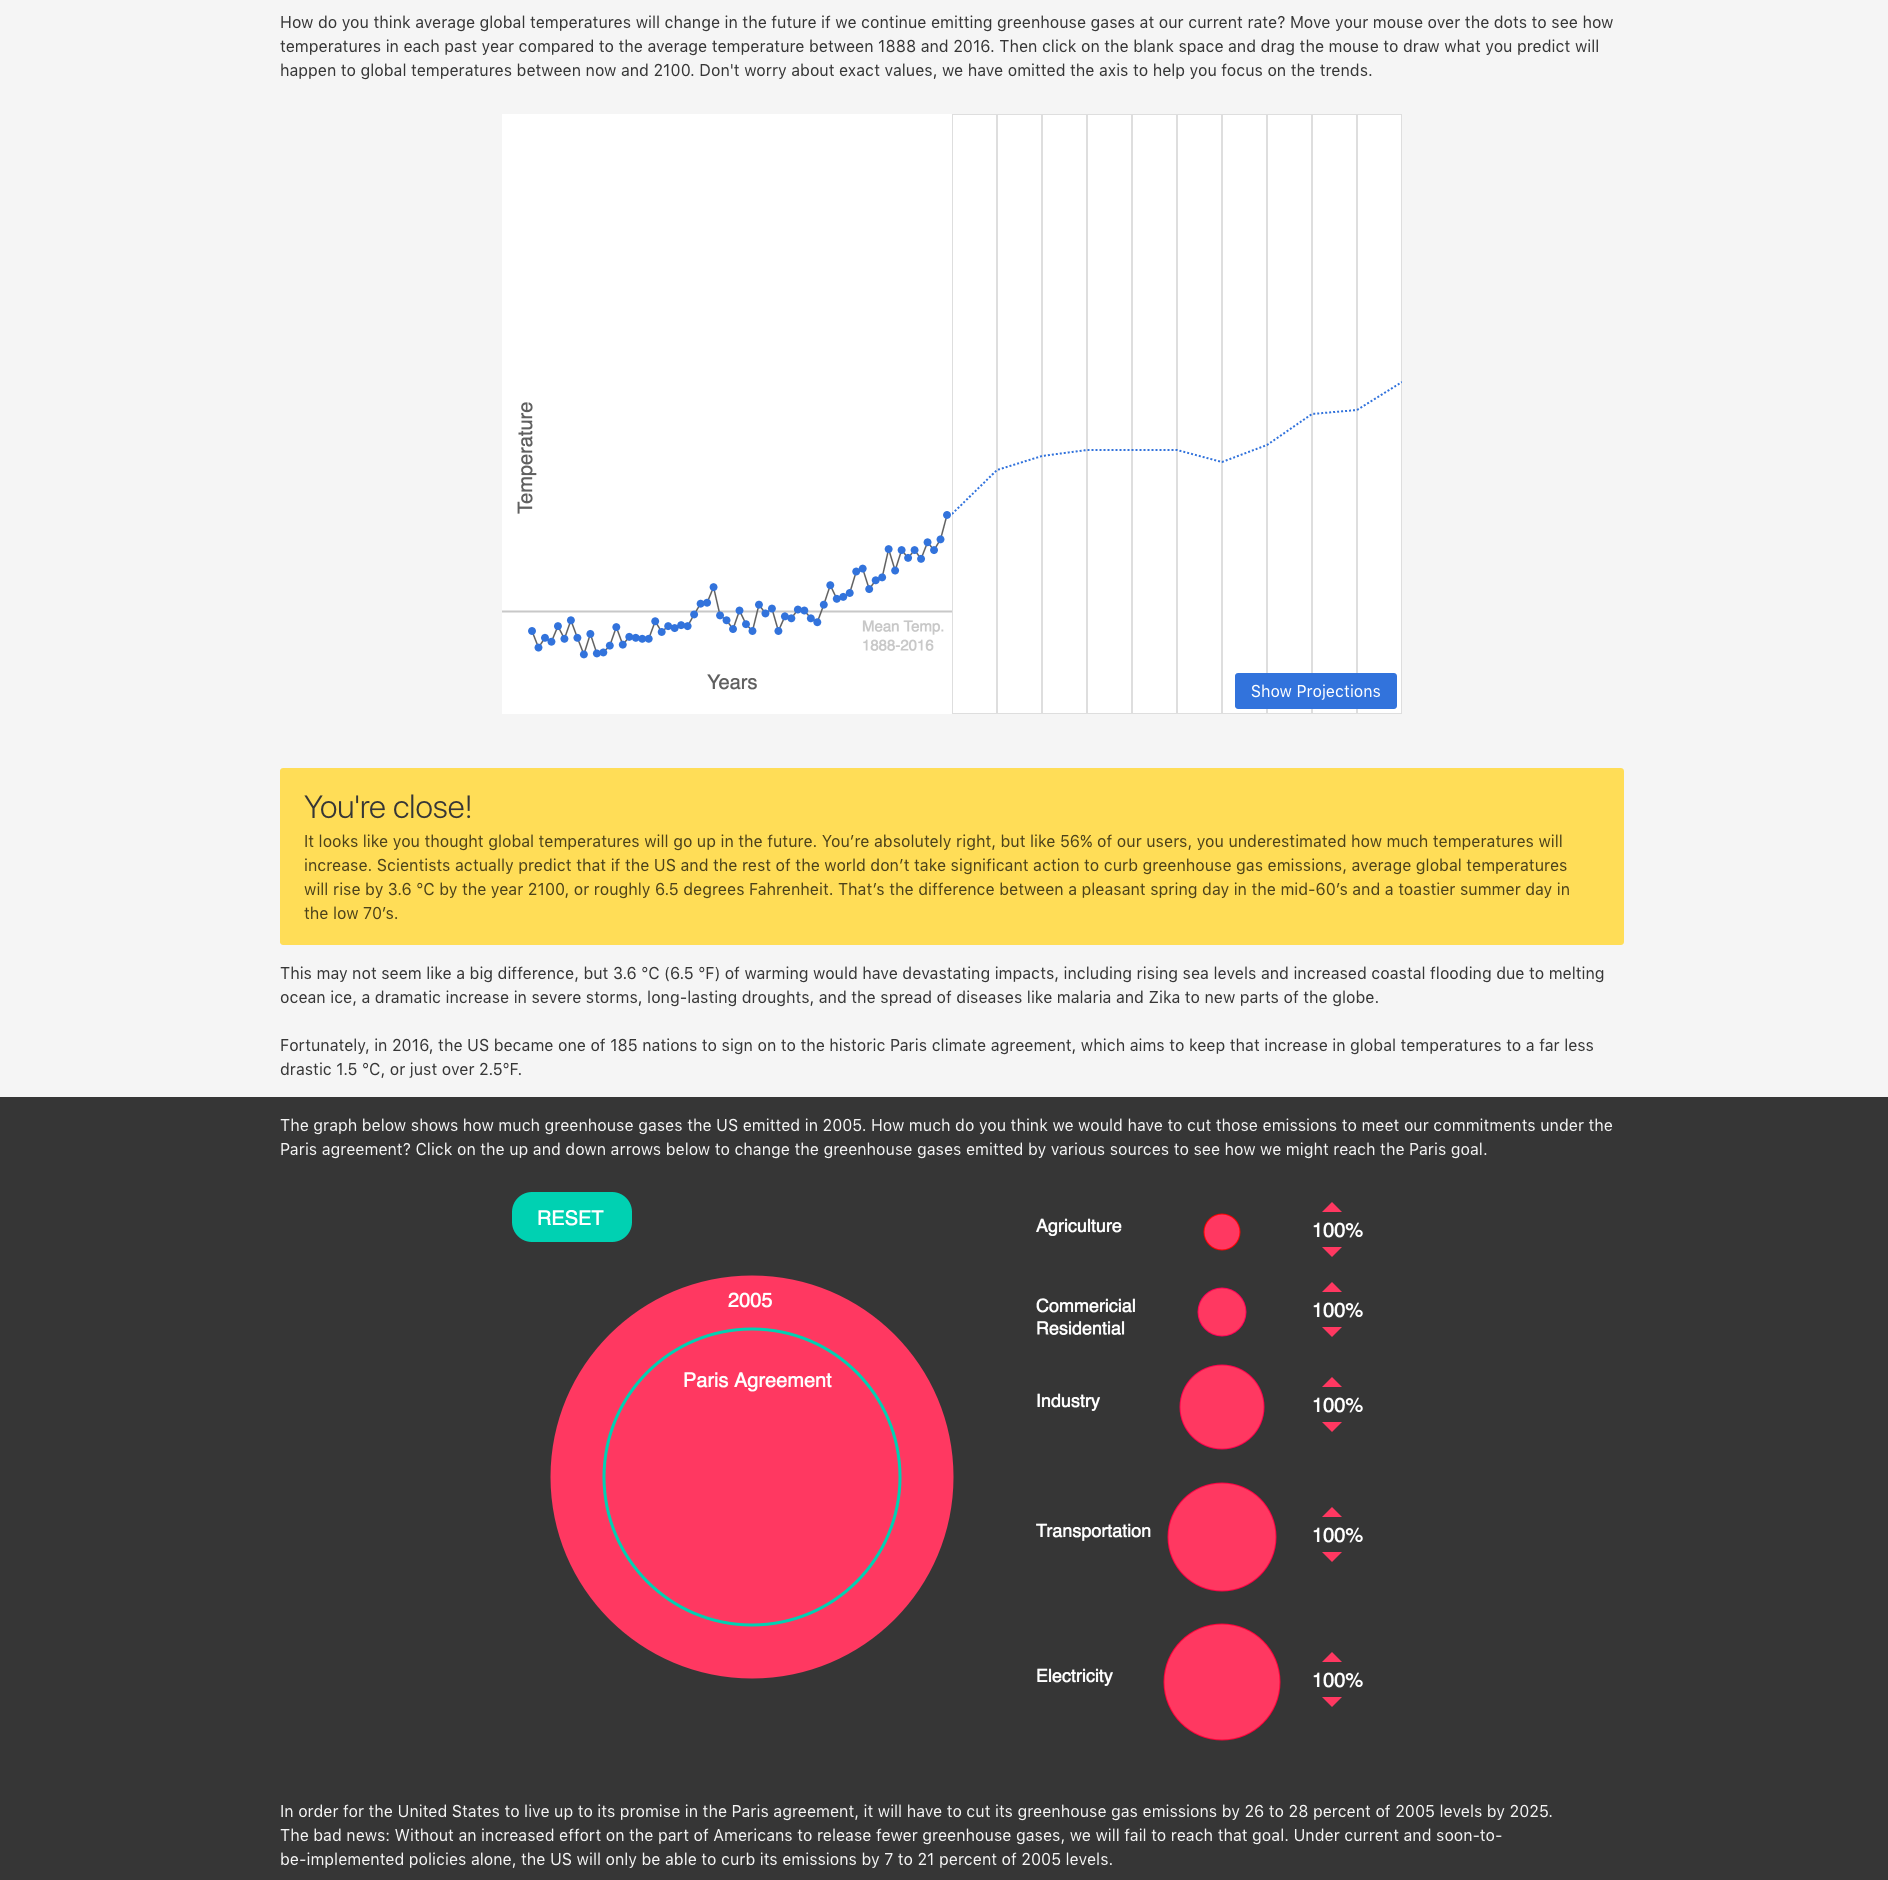 How do you think average global temperatures will change in the future if we continue emitting greenhouse gases at our current rate? Move your mouse over the dots to see how
temperatures in each past year compared to the average temperature between 1888 and 2016. Then click on the blank space and drag the mouse to draw what you predict will
happen to global temperatures between now and 2100. Don't worry about exact values, we have omitted the axis to help you focus on the trends.
Temperature
Mean Temp.
1888-2016
Years
Show Projections
You're close!
It looks like you thought global temperatures will go up in the future. You’re absolutely right, but like 56% of our users, you underestimated how much temperatures will
increase. Scientists actually predict that if the US and the rest of the world don’t take significant action to curb greenhouse gas emissions, average global temperatures
will rise by 3.6 °C by the year 2100, or roughly 6.5 degrees Fahrenheit. That’s the difference between a pleasant spring day in the mid-60’s and a toastier summer day in
the low 70’s.
This may not seem like a big difference, but 3.6 °C (6.5 °F) of warming would have devastating impacts, including rising sea levels and increased coastal flooding due to melting
ocean ice, a dramatic increase in severe storms, long-lasting droughts, and the spread of diseases like malaria and Zika to new parts of the globe.
Fortunately, in 2016, the US became one of 185 nations to sign on to the historic Paris climate agreement, which aims to keep that increase in global temperatures to a far less
drastic 1.5 °C, or just over 2.5°F.
The graph below shows how much greenhouse gases the US emitted in 2005. How much do you think we would have to cut those emissions to meet our commitments under the
Paris agreement? Click on the up and down arrows below to change the greenhouse gases emitted by various sources to see how we might reach the Paris goal.
RESET
2005
Paris Agreement
Agriculture
100%
Commericial
Residential
100%
Industry
100%
Transportation
100%
Electricity
100%
In order for the United States to live up to its promise in the Paris agreement, it will have to cut its greenhouse gas emissions by 26 to 28 percent of 2005 levels by 2025.
The bad news: Without an increased effort on the part of Americans to release fewer greenhouse gases, we will fail to reach that goal. Under current and soon-to-
be-implemented policies alone, the US will only be able to curb its emissions by 7 to 21 percent of 2005 levels.